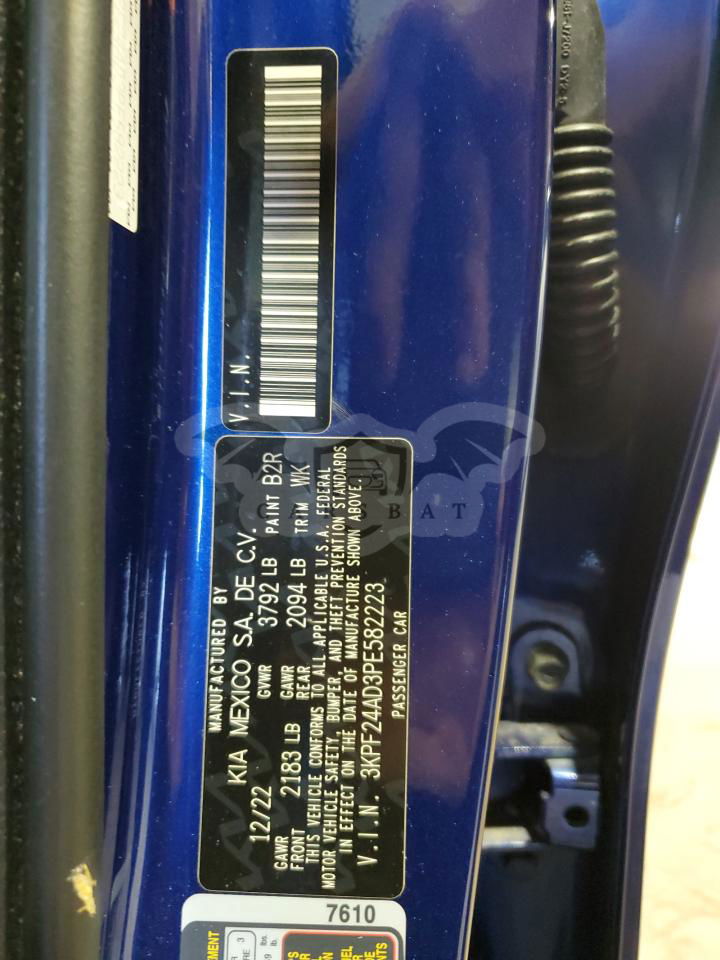 V.I.N.
MANUFACTURED BY
KIA MEXICO S.A. DE C.V.
12/22 GVWR 3792 LB PAINT B2R
GAWR FRONT 2183 LB GAWR REAR 2094 LB TRIM WK
THIS VEHICLE CONFORMS TO ALL APPLICABLE U.S.A. FEDERAL
MOTOR VEHICLE SAFETY, BUMPER, AND THEFT PREVENTION STANDARDS
IN EFFECT ON THE DATE OF MANUFACTURE SHOWN ABOVE.
V.I.N. 3KPF24AD3PE582223
PASSENGER CAR
7610
CARSBAT